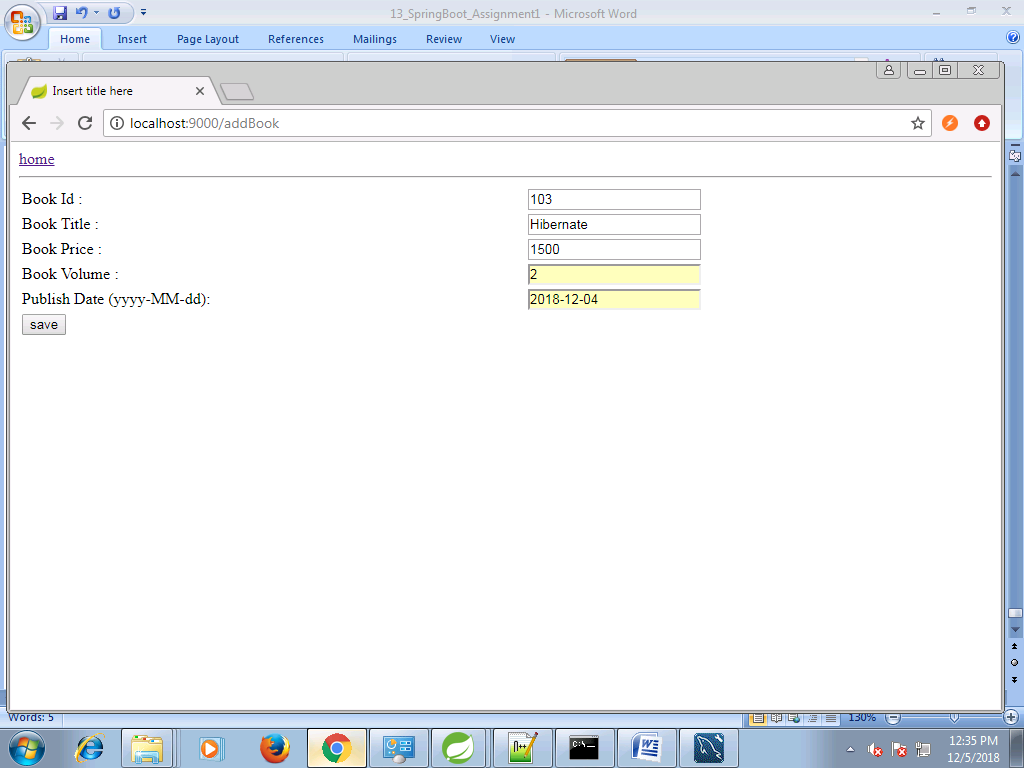 13_SpringBoot_Assignment1 - Microsoft Word
Home Insert Page Layout References Mailings Review View
Insert title here
localhost:9000/addBook
home
Book Id : 103
Book Title : Hibernate
Book Price : 1500
Book Volume : 2
Publish Date (yyyy-MM-dd): 2018-12-04
save
Words: 5 130%
12:35 PM
12/5/2018